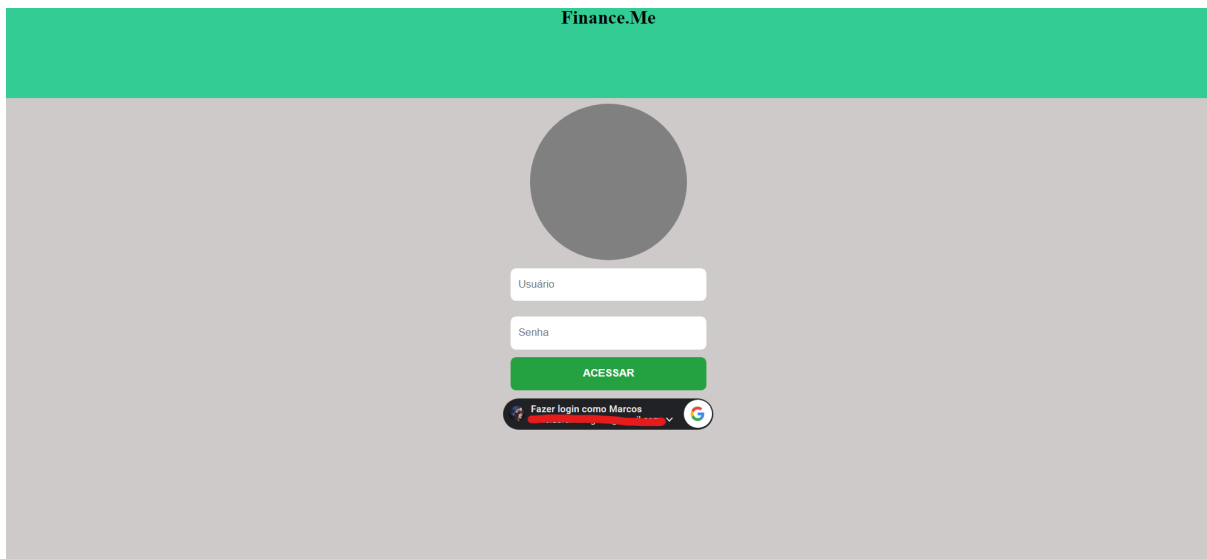 Finance.Me
Usuário
Senha
ACESSAR
Fazer login como Marcos
G